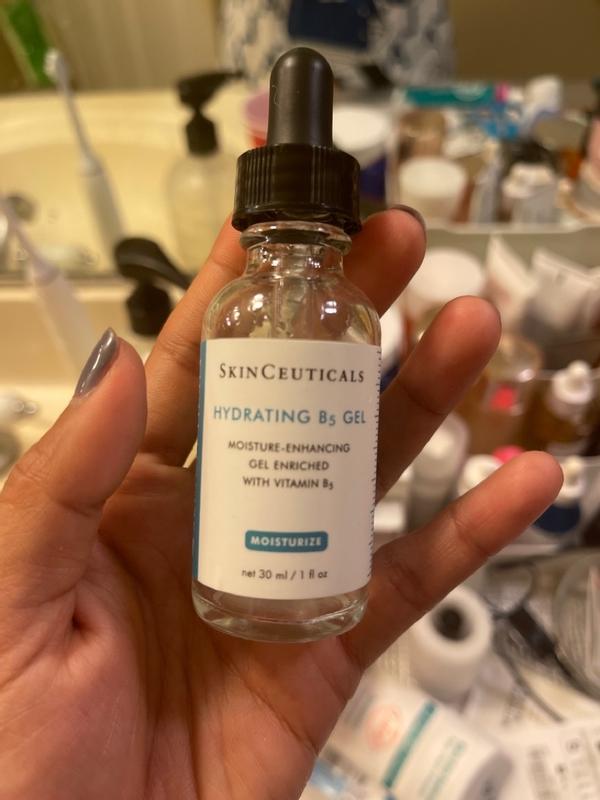 SKINCEUTICALS
HYDRATING B5 GEL
MOISTURE-ENHANCING
GEL ENRICHED
WITH VITAMIN B5
MOISTURIZE
net 30 ml / 1 fl oz